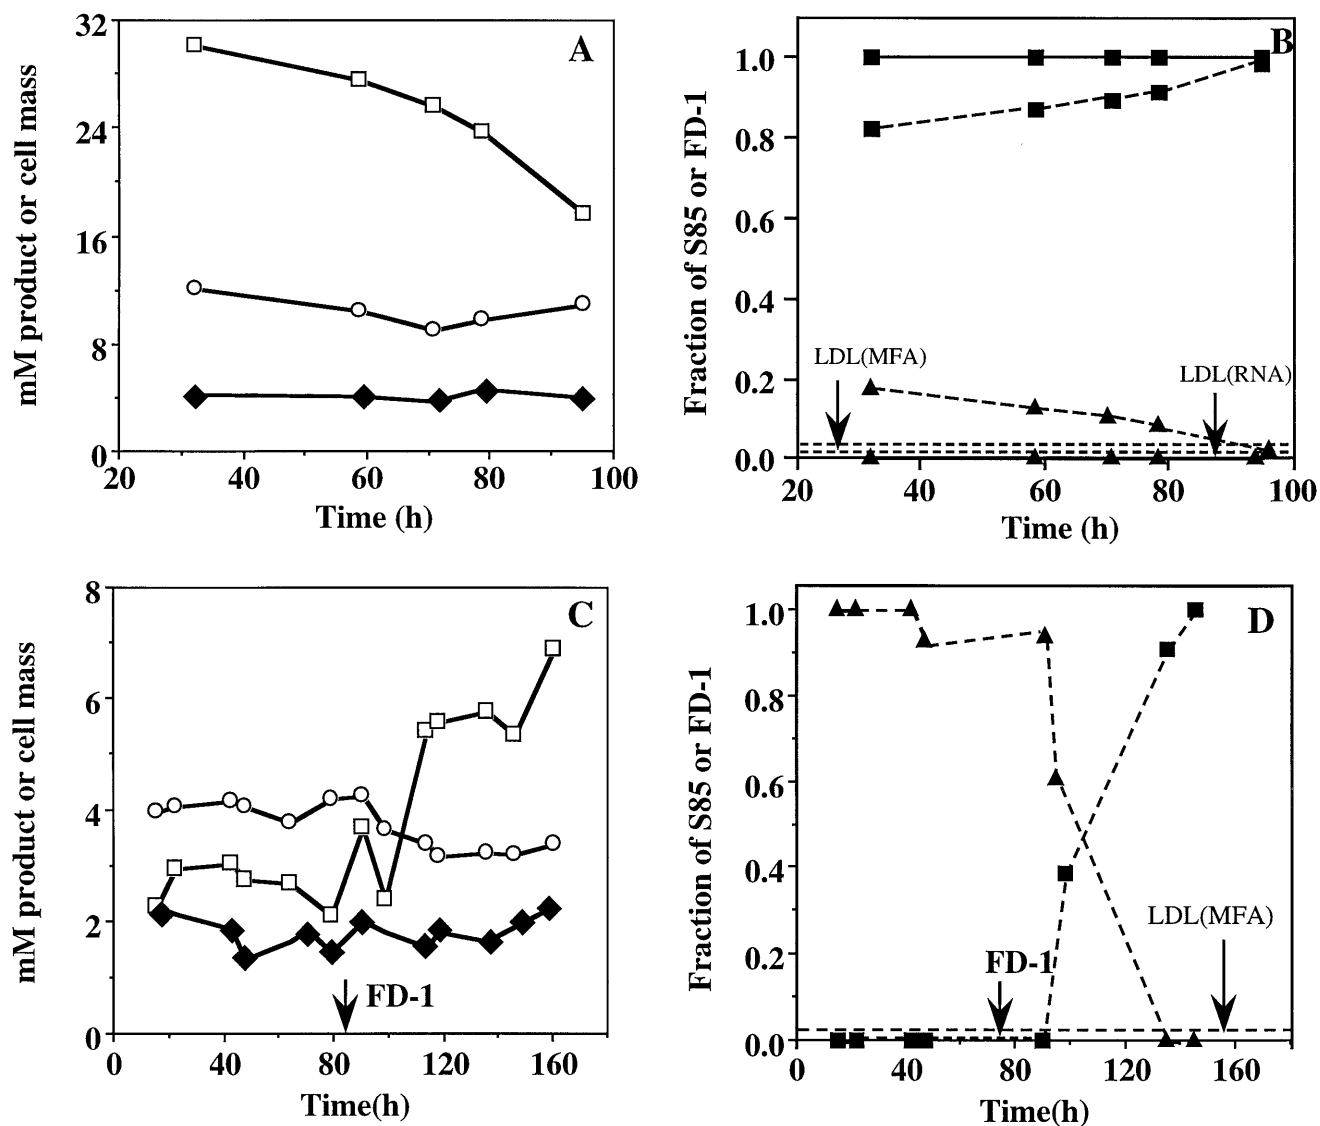 A
mM product or cell mass
32
24
16
8
0
20 40 60 80 100
Time (h)
B
Fraction of S85 or FD-1
1.0
0.8
0.6
0.4
0.2
0.0
LDL(MFA)
LDL(RNA)
20 40 60 80 100
Time (h)
C
mM product or cell mass
8
6
4
2
0
FD-1
0 40 80 120 160
Time(h)
D
Fraction of S85 or FD-1
1.0
0.8
0.6
0.4
0.2
0.0
FD-1
LDL(MFA)
0 40 80 120 160
Time(h)